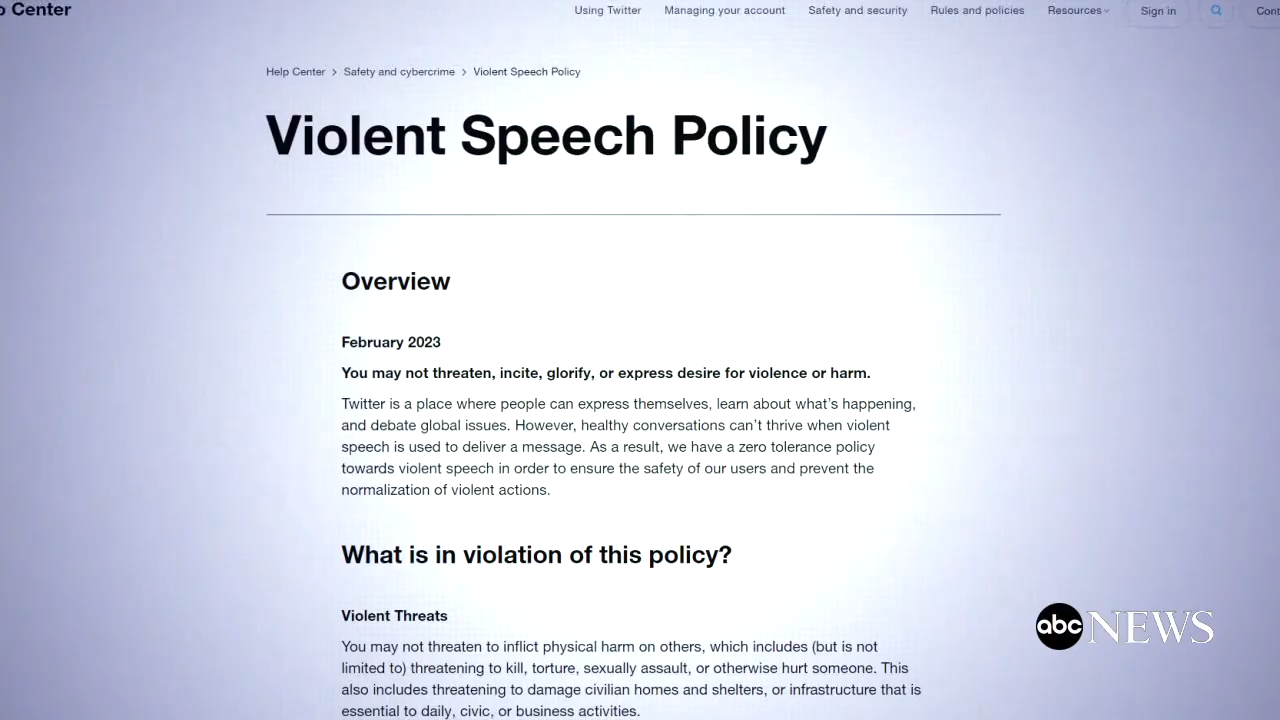 Center
Using Twitter Managing your account Safety and security Rules and policies Resources Sign in
Help Center > Safety and cybercrime > Violent Speech Policy
Violent Speech Policy
Overview
February 2023
You may not threaten, incite, glorify, or express desire for violence or harm.
Twitter is a place where people can express themselves, learn about what's happening,
and debate global issues. However, healthy conversations can't thrive when violent
speech is used to deliver a message. As a result, we have a zero tolerance policy
towards violent speech in order to ensure the safety of our users and prevent the
normalization of violent actions.
What is in violation of this policy?
Violent Threats
You may not threaten to inflict physical harm on others, which includes (but is not
limited to) threatening to kill, torture, sexually assault, or otherwise hurt someone. This
also includes threatening to damage civilian homes and shelters, or infrastructure that is
essential to daily, civic, or business activities.
abc NEWS